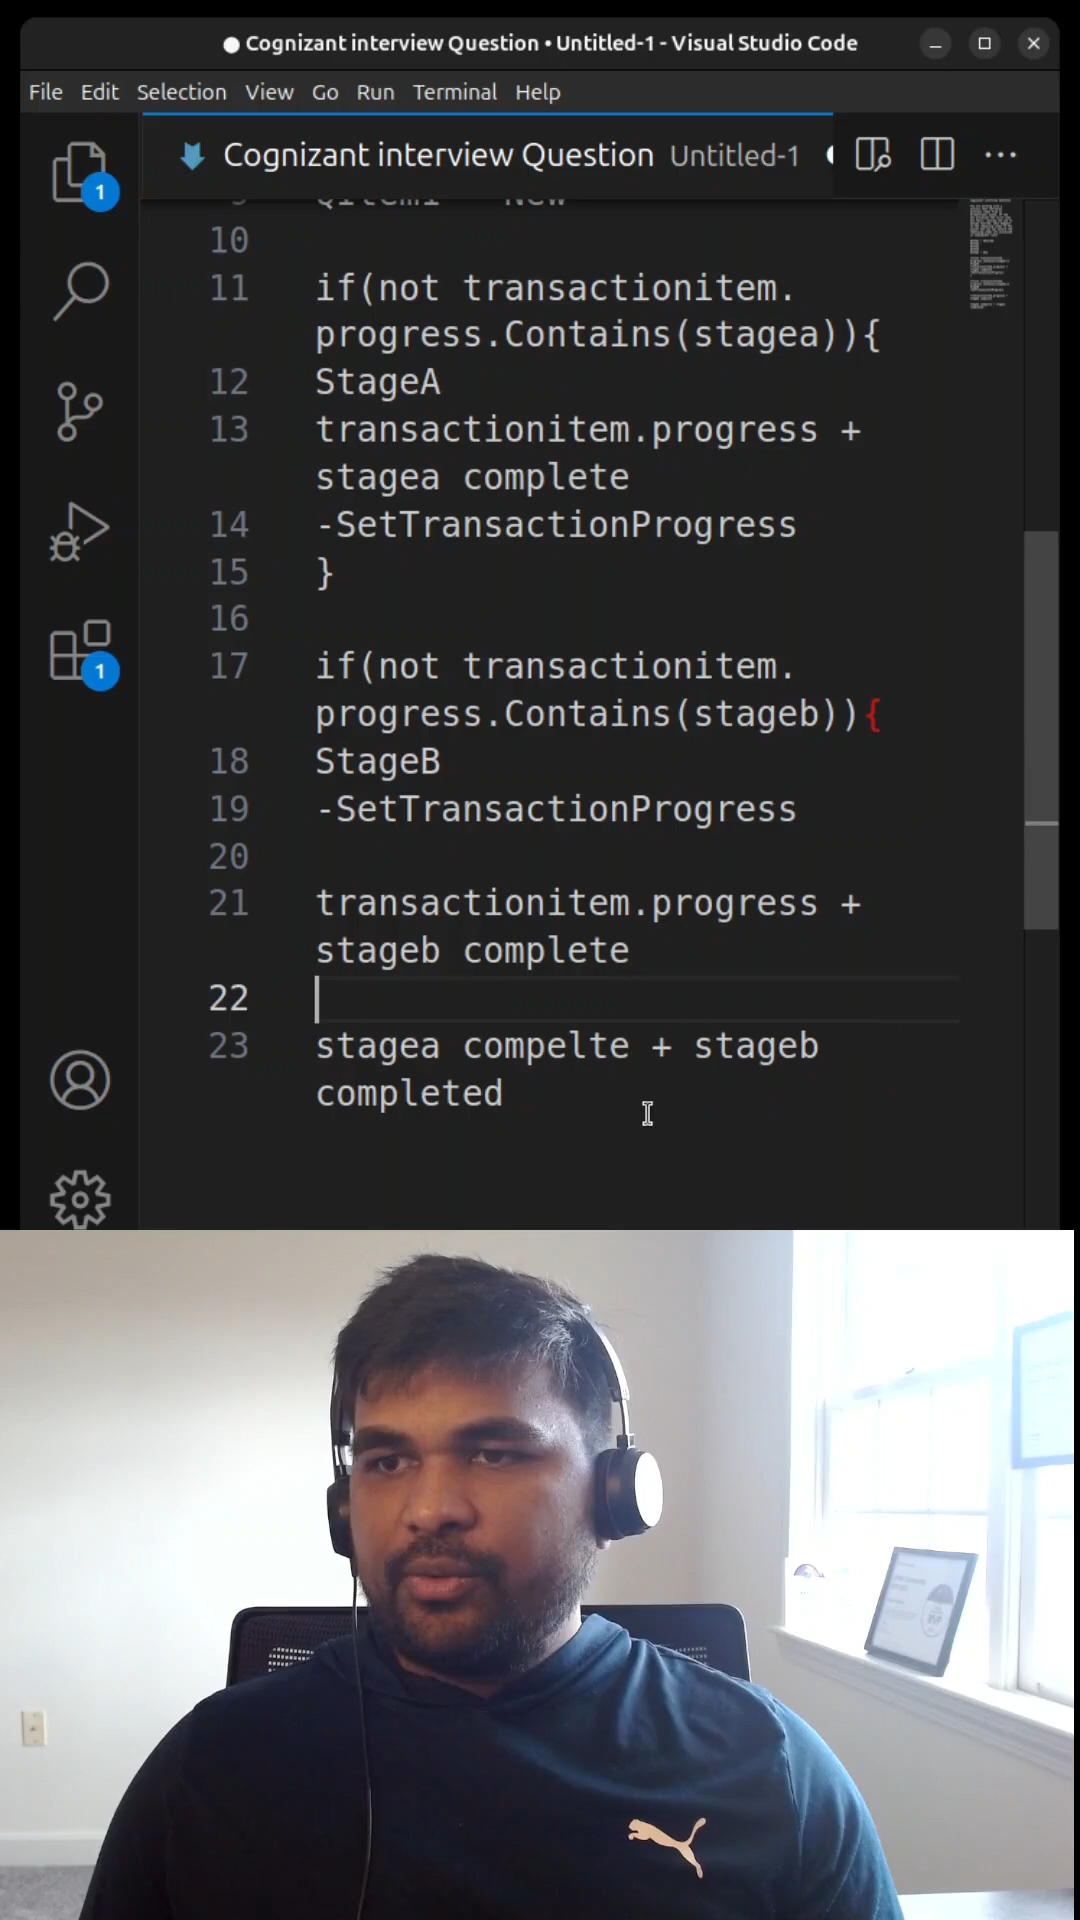 Cognizant interview Question • Untitled-1 - Visual Studio Code
File Edit Selection View Go Run Terminal Help
Cognizant interview Question Untitled-1
1
10
11 if(not transactionitem.
progress.Contains(stagea)){
12 StageA
13 transactionitem.progress +
stagea complete
14 -SetTransactionProgress
15 }
16
17 if(not transactionitem.
progress.Contains(stageb)){
18 StageB
19 -SetTransactionProgress
20
21 transactionitem.progress +
stageb complete
22
23 stagea compelte + stageb
completed
1
MVP